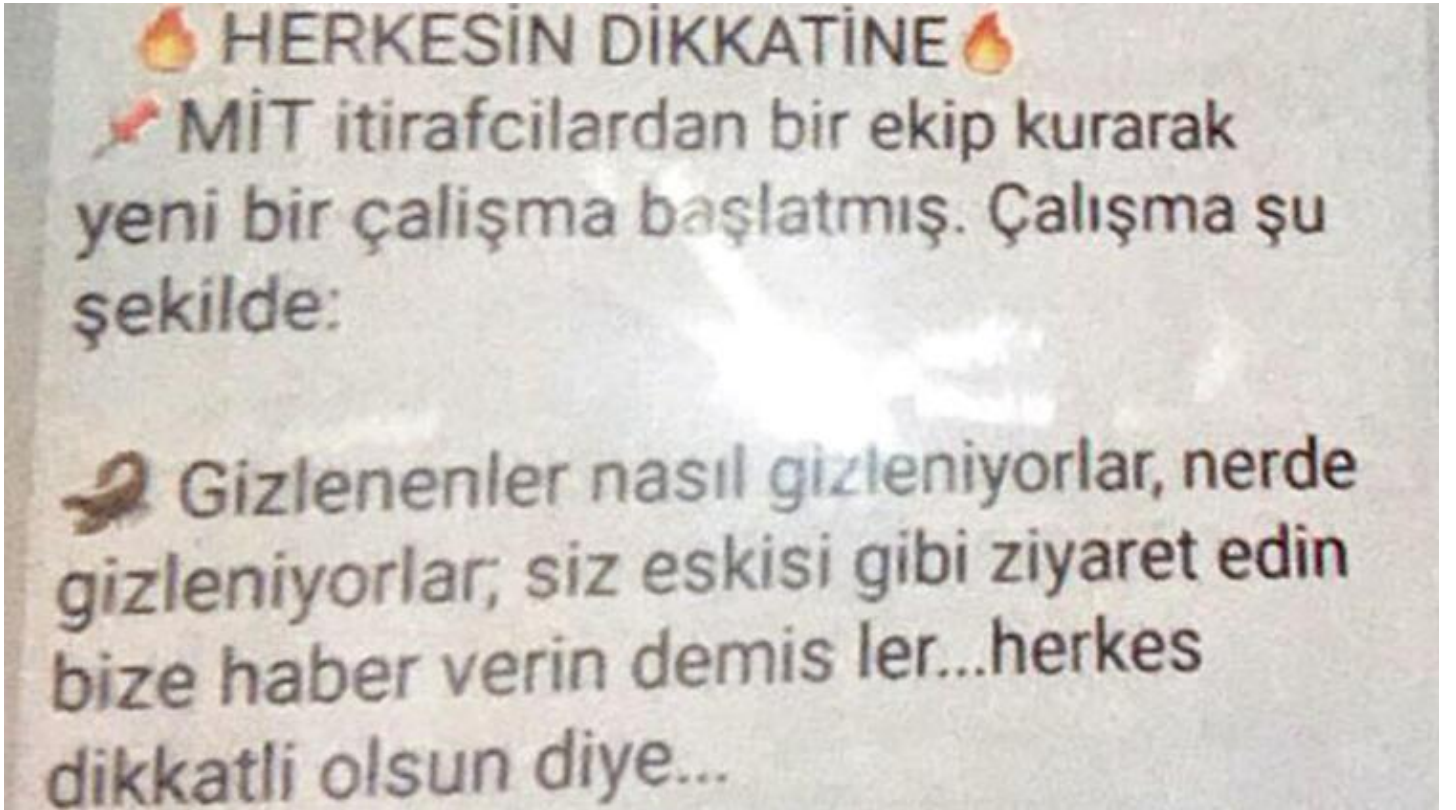 🔥 HERKESİN DİKKATİNE🔥
📌 MİT itirafcilardan bir ekip kurarak
yeni bir çalişma başlatmış. Çalışma şu
şekilde:
Gizlenenler nasıl gizleniyorlar, nerde
gizleniyorlar; siz eskisi gibi ziyaret edin
bize haber verin demis ler...herkes
dikkatli olsun diye...